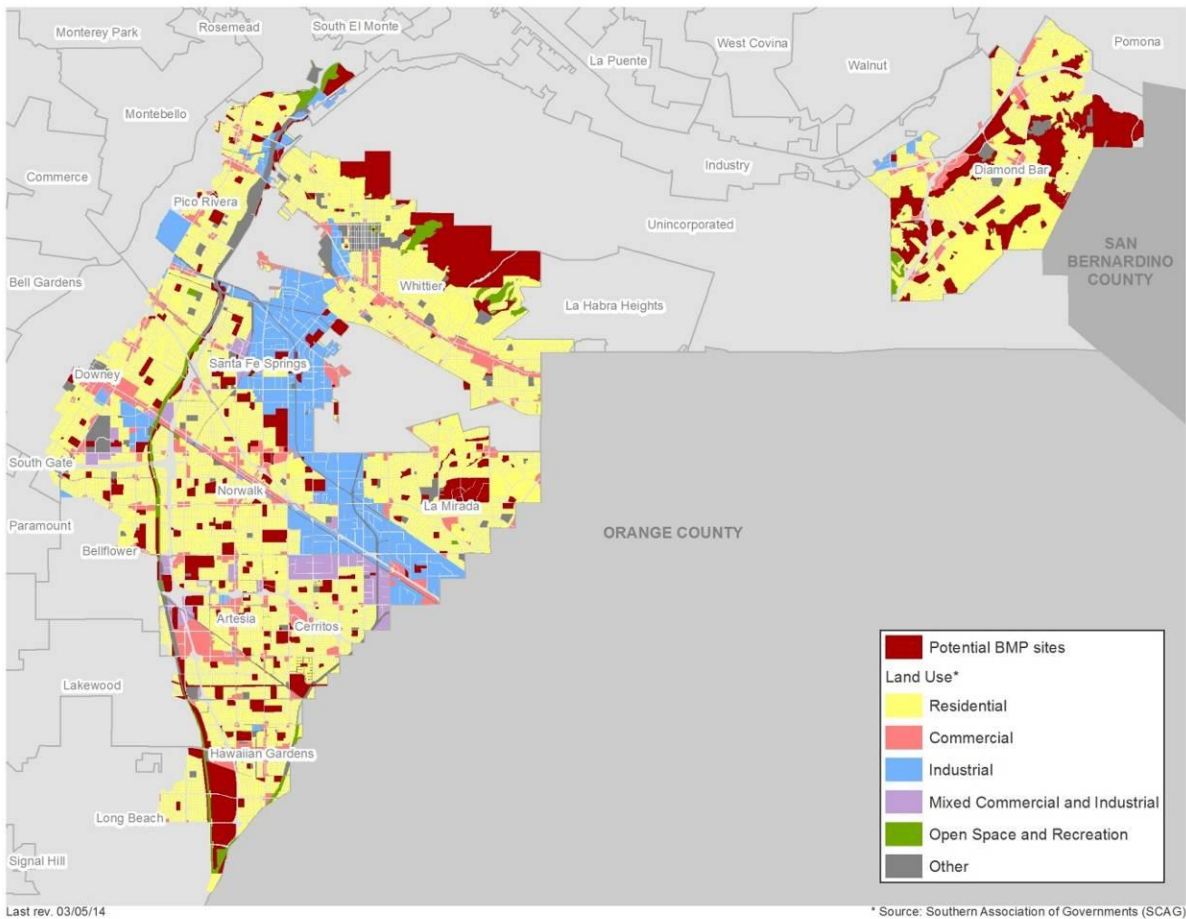 South El Monte
Rosemead
Monterey Park
West Covina
Pomona
La Puente
Walnut
Montebello
Industry
Commerce
Diamond Bar
Pico Rivera
Unincorporated
SAN
BERNARDINO
COUNTY
Bell Gardens
Whittier
La Habra Heights
Santa Fe Springs
Downey
South Gate
Norwalk
La Mirada
Paramount
ORANGE COUNTY
Bellflower
Artesia
Cerritos
Lakewood
Hawaiian Gardens
Long Beach
Signal Hill
Potential BMP sites
Land Use*
Residential
Commercial
Industrial
Mixed Commercial and Industrial
Open Space and Recreation
Other
Last rev. 03/05/14
* Source: Southern Association of Governments (SCAG)